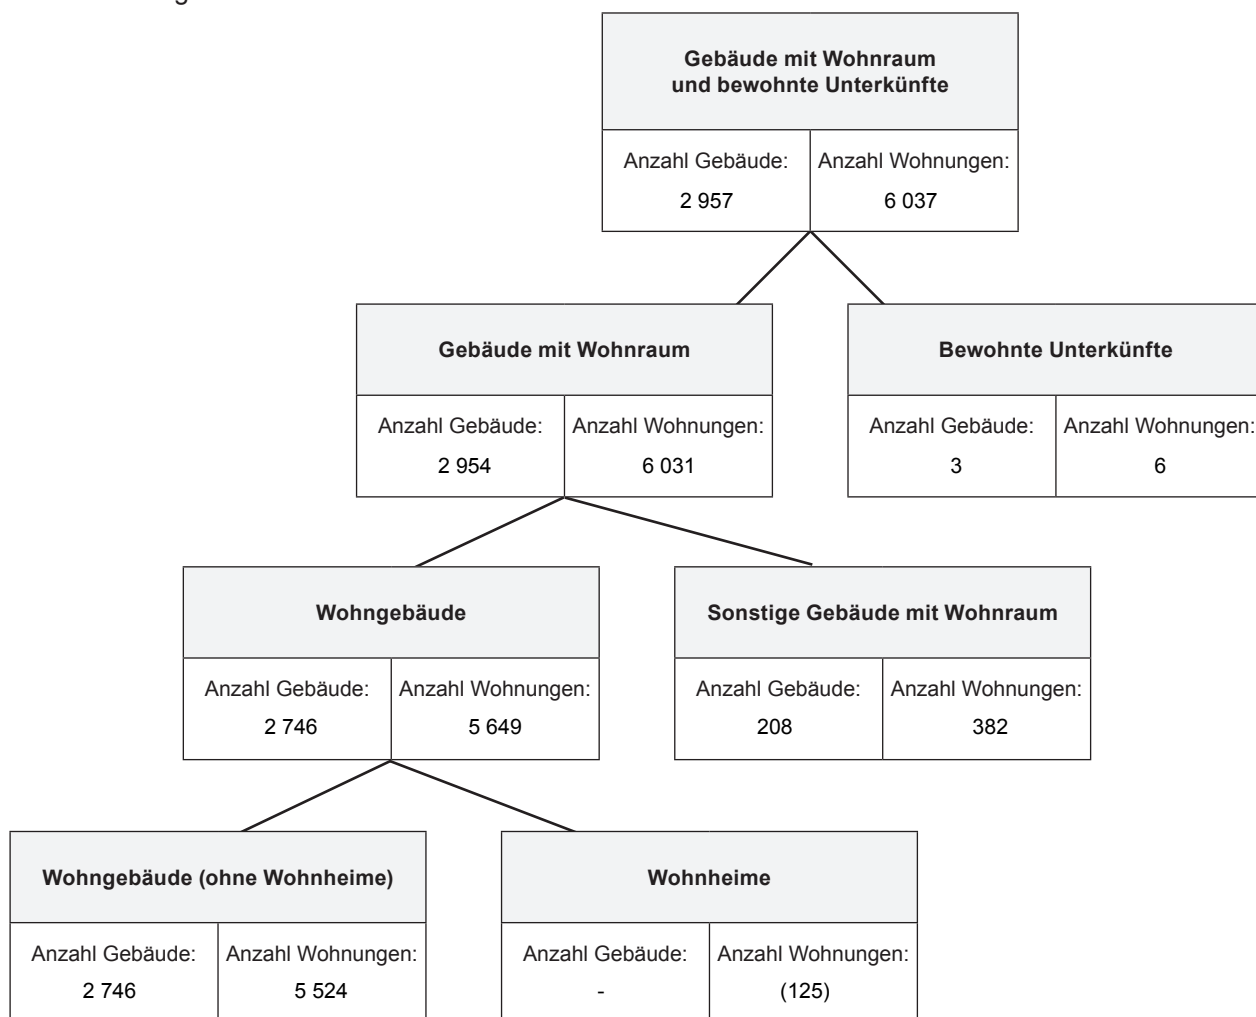 Gebäude mit Wohnraum
und bewohnte Unterkünfte
Anzahl Gebäude: Anzahl Wohnungen:
2 957 6 037
Gebäude mit Wohnraum
Anzahl Gebäude: Anzahl Wohnungen:
2 954 6 031
Bewohnte Unterkünfte
Anzahl Gebäude: Anzahl Wohnungen:
3 6
Wohngebäude
Anzahl Gebäude: Anzahl Wohnungen:
2 746 5 649
Sonstige Gebäude mit Wohnraum
Anzahl Gebäude: Anzahl Wohnungen:
208 382
Wohngebäude (ohne Wohnheime)
Anzahl Gebäude: Anzahl Wohnungen:
2 746 5 524
Wohnheime
Anzahl Gebäude: Anzahl Wohnungen:
- (125)